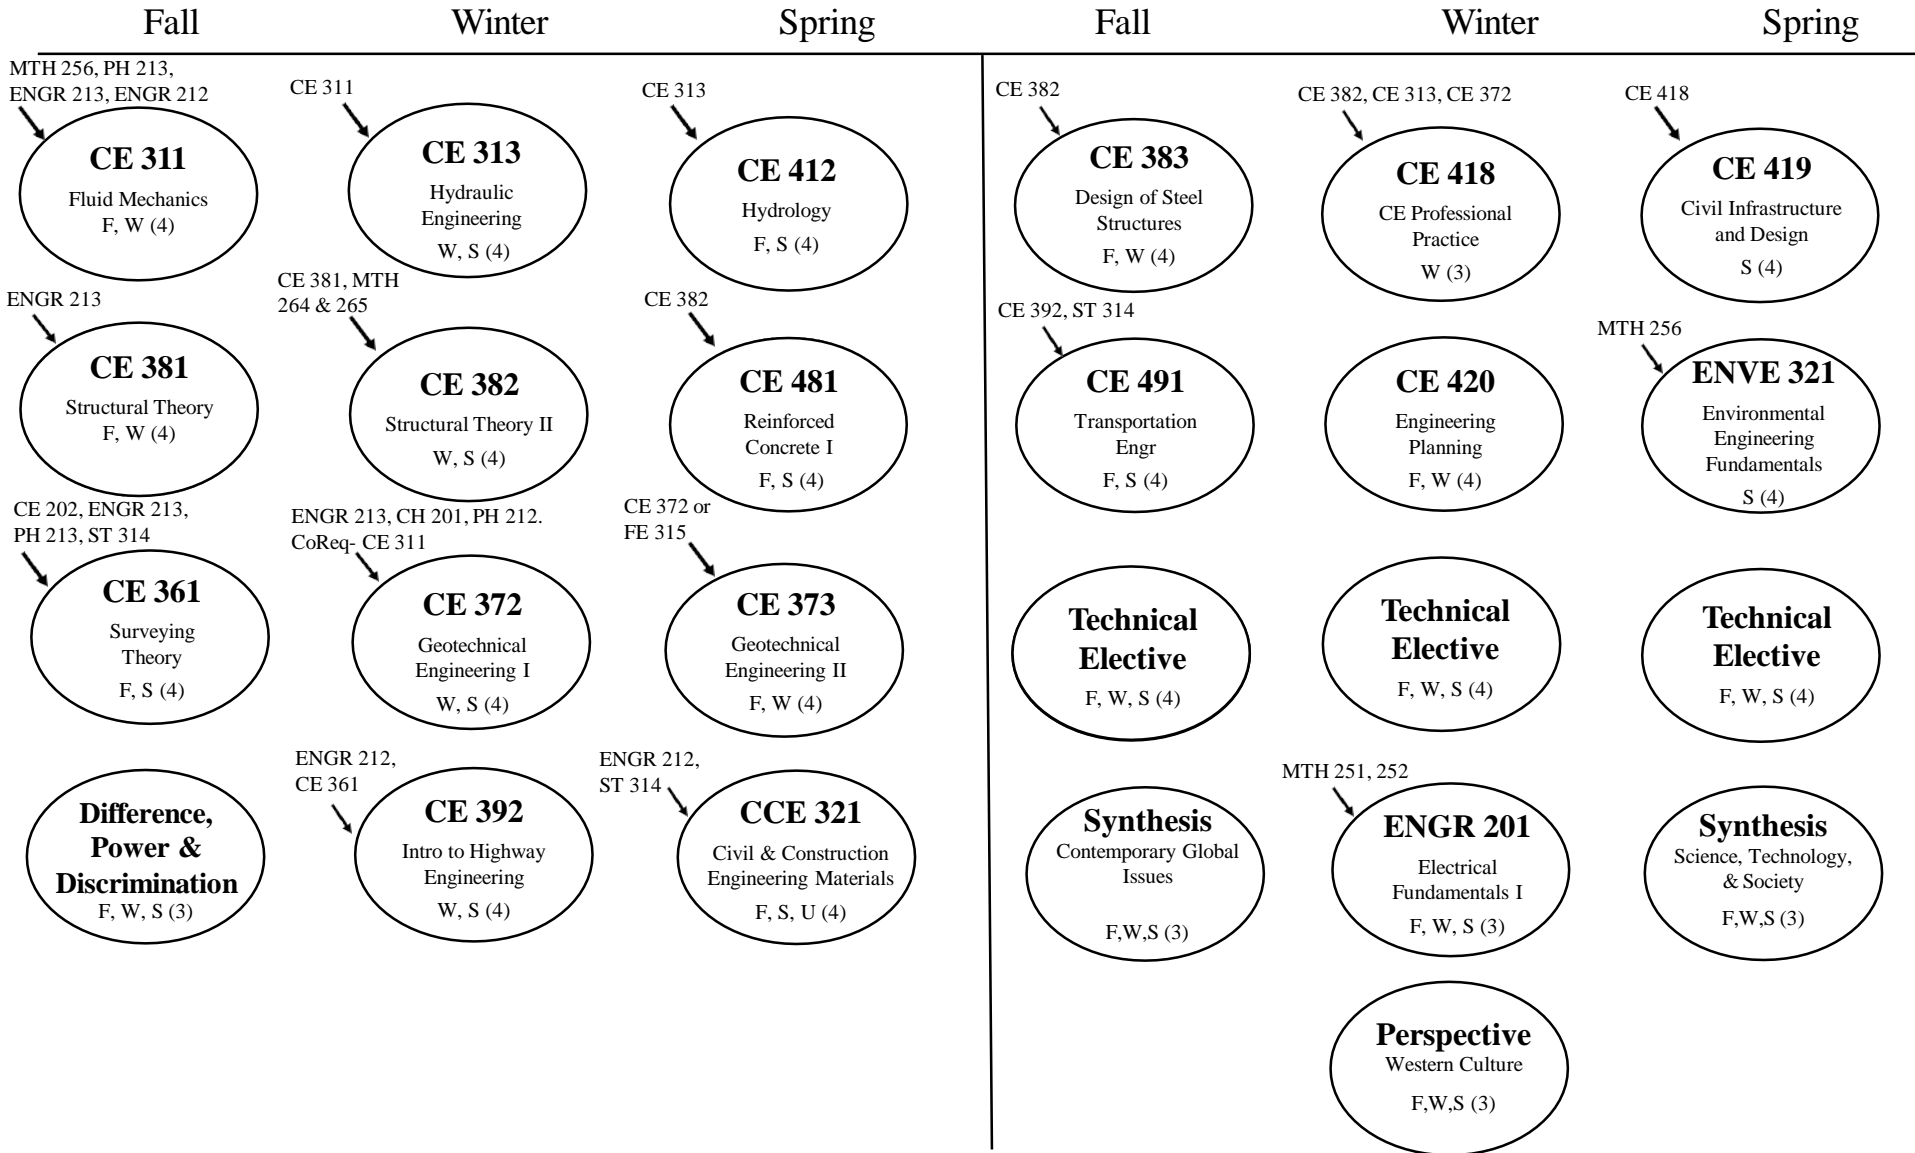 Fall
Winter
Spring
Fall
Winter
Spring
MTH 256, PH 213,
ENGR 213, ENGR 212
CE 311
Fluid Mechanics
F, W (4)
CE 311
CE 313
Hydraulic
Engineering
W, S (4)
CE 313
CE 412
Hydrology
F, S (4)
CE 382
CE 383
Design of Steel
Structures
F, W (4)
CE 382, CE 313, CE 372
CE 418
CE Professional
Practice
W (3)
CE 418
CE 419
Civil Infrastructure
and Design
S (4)
ENGR 213
CE 381
Structural Theory
F, W (4)
CE 381, MTH
264 & 265
CE 382
Structural Theory II
W, S (4)
CE 382
CE 481
Reinforced
Concrete I
F, S (4)
CE 392, ST 314
CE 491
Transportation
Engr
F, S (4)
CE 420
Engineering
Planning
F, W (4)
MTH 256
ENVE 321
Environmental
Engineering
Fundamentals
S (4)
CE 202, ENGR 213,
PH 213, ST 314
CE 361
Surveying
Theory
F, S (4)
ENGR 213, CH 201, PH 212.
CoReq- CE 311
CE 372
Geotechnical
Engineering I
W, S (4)
CE 372 or
FE 315
CE 373
Geotechnical
Engineering II
F, W (4)
Technical
Elective
F, W, S (4)
Technical
Elective
F, W, S (4)
Technical
Elective
F, W, S (4)
Difference,
Power &
Discrimination
F, W, S (3)
ENGR 212,
CE 361
CE 392
Intro to Highway
Engineering
W, S (4)
ENGR 212,
ST 314
CCE 321
Civil & Construction
Engineering Materials
F, S, U (4)
Synthesis
Contemporary Global
Issues
F,W,S (3)
MTH 251, 252
ENGR 201
Electrical
Fundamentals I
F, W, S (3)
Synthesis
Science, Technology,
& Society
F,W,S (3)
Perspective
Western Culture
F,W,S (3)